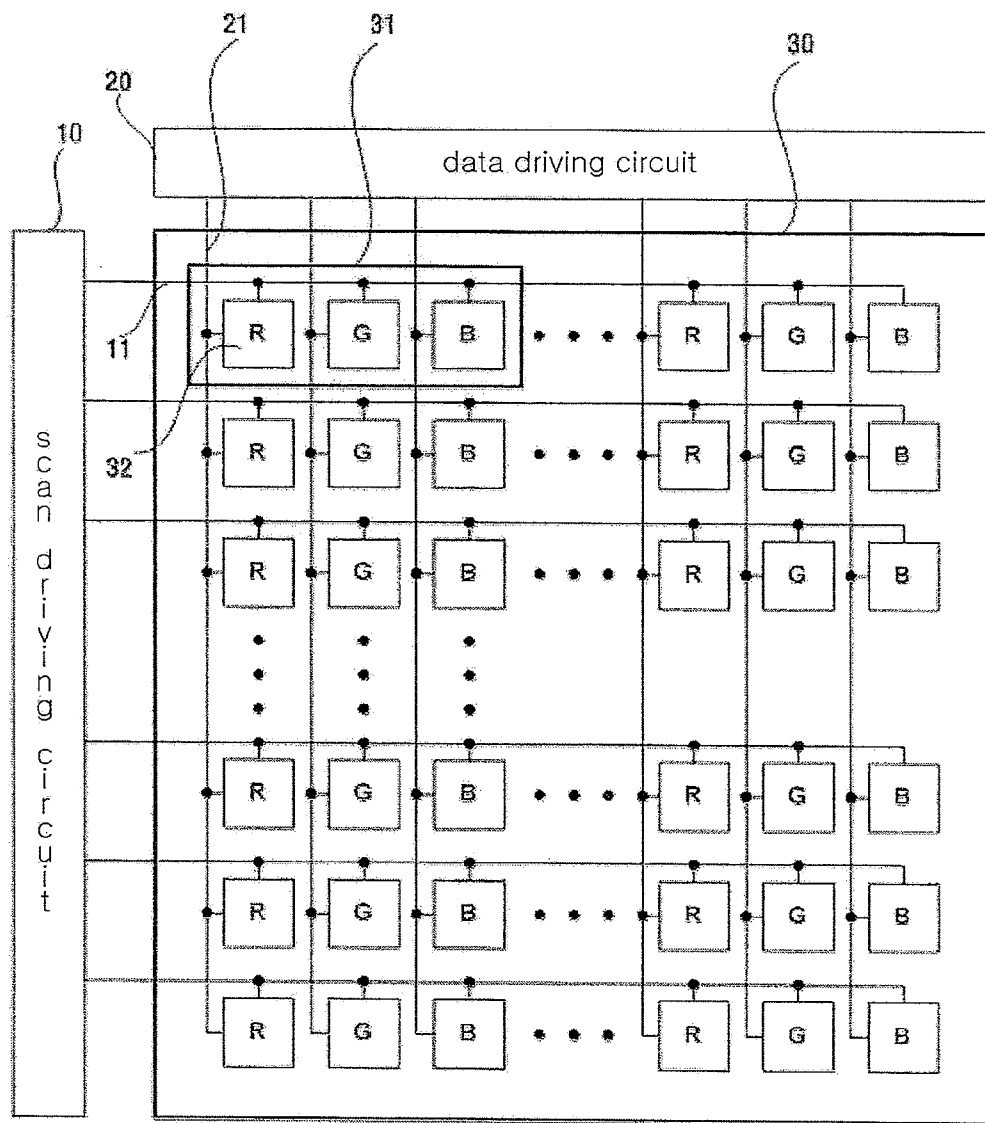 21 31 30
20
10
data driving circuit
11
R G B R G B
32
R G B R G B
R G B R G B
R G B R G B
R G B R G B
R G B R G B
scan driving circuit